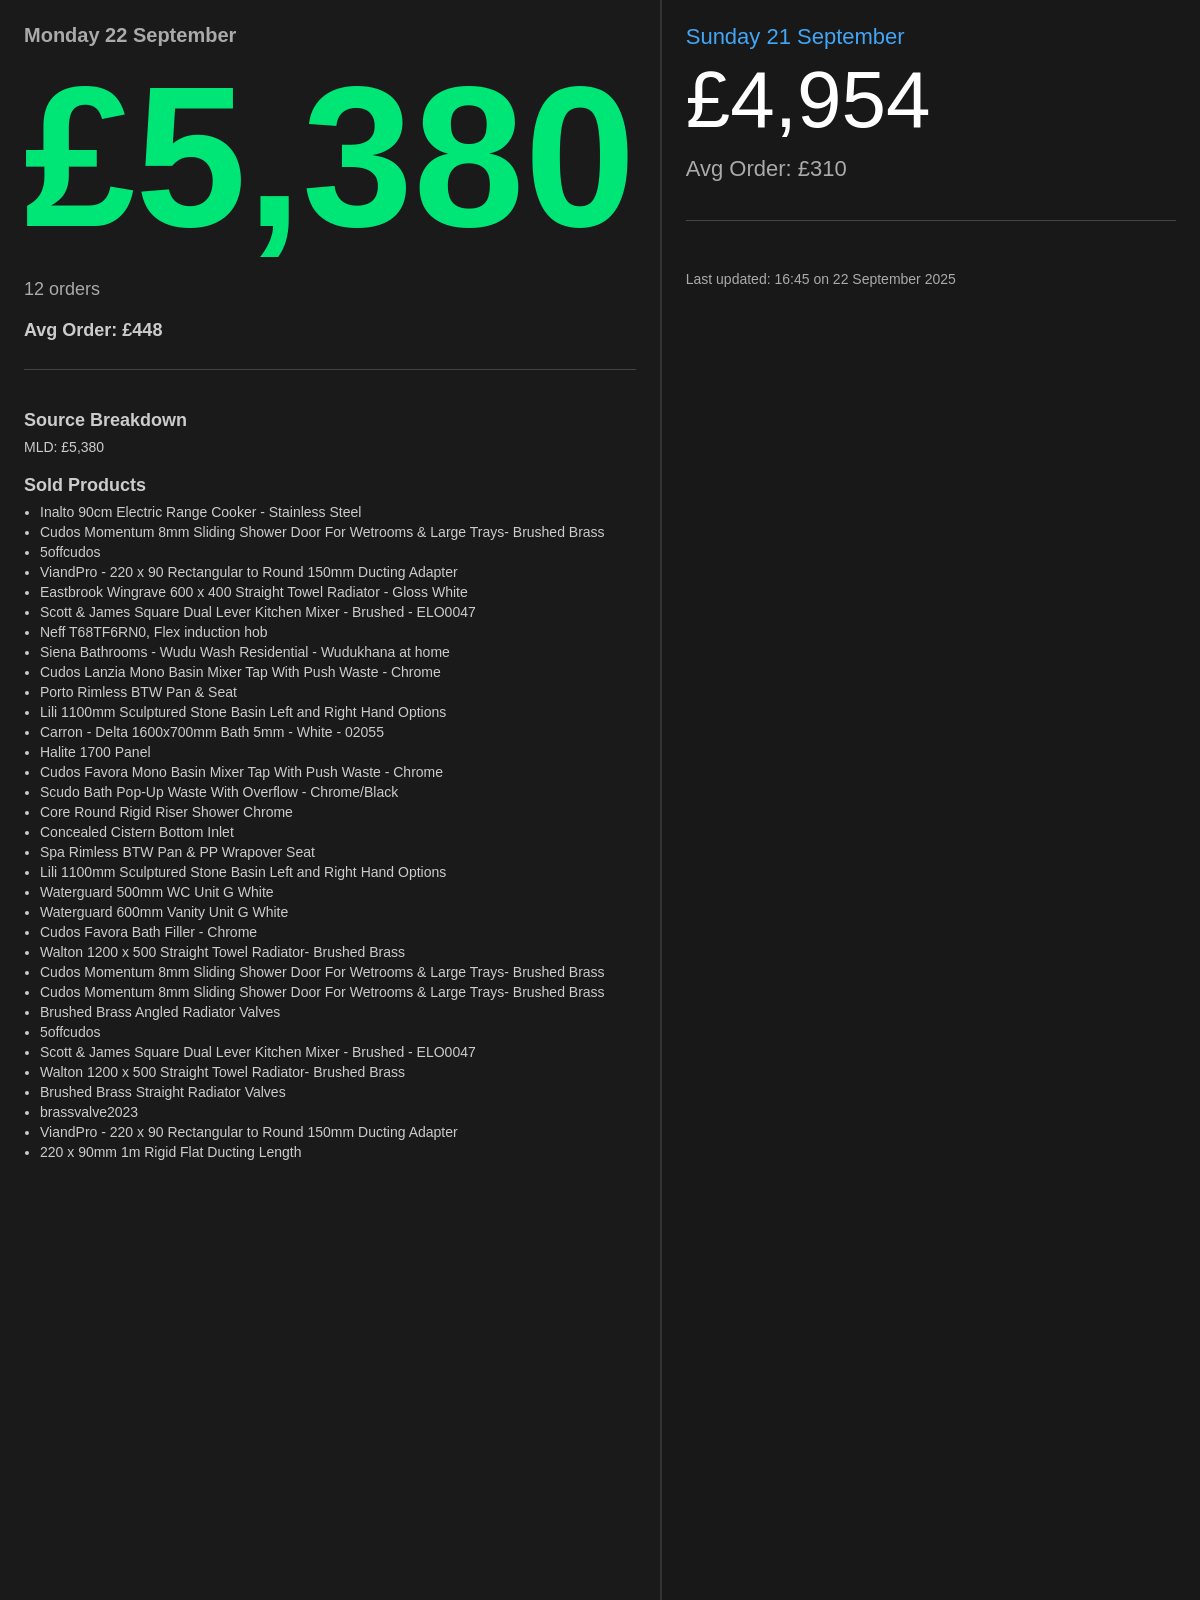 Monday 22 September
£5,380
12 orders
Avg Order: £448
Source Breakdown
MLD: £5,380
Sold Products
• Inalto 90cm Electric Range Cooker - Stainless Steel
• Cudos Momentum 8mm Sliding Shower Door For Wetrooms & Large Trays- Brushed Brass
• 5offcudos
• ViandPro - 220 x 90 Rectangular to Round 150mm Ducting Adapter
• Eastbrook Wingrave 600 x 400 Straight Towel Radiator - Gloss White
• Scott & James Square Dual Lever Kitchen Mixer - Brushed - ELO0047
• Neff T68TF6RN0, Flex induction hob
• Siena Bathrooms - Wudu Wash Residential - Wudukhana at home
• Cudos Lanzia Mono Basin Mixer Tap With Push Waste - Chrome
• Porto Rimless BTW Pan & Seat
• Lili 1100mm Sculptured Stone Basin Left and Right Hand Options
• Carron - Delta 1600x700mm Bath 5mm - White - 02055
• Halite 1700 Panel
• Cudos Favora Mono Basin Mixer Tap With Push Waste - Chrome
• Scudo Bath Pop-Up Waste With Overflow - Chrome/Black
• Core Round Rigid Riser Shower Chrome
• Concealed Cistern Bottom Inlet
• Spa Rimless BTW Pan & PP Wrapover Seat
• Lili 1100mm Sculptured Stone Basin Left and Right Hand Options
• Waterguard 500mm WC Unit G White
• Waterguard 600mm Vanity Unit G White
• Cudos Favora Bath Filler - Chrome
• Walton 1200 x 500 Straight Towel Radiator- Brushed Brass
• Cudos Momentum 8mm Sliding Shower Door For Wetrooms & Large Trays- Brushed Brass
• Cudos Momentum 8mm Sliding Shower Door For Wetrooms & Large Trays- Brushed Brass
• Brushed Brass Angled Radiator Valves
• 5offcudos
• Scott & James Square Dual Lever Kitchen Mixer - Brushed - ELO0047
• Walton 1200 x 500 Straight Towel Radiator- Brushed Brass
• Brushed Brass Straight Radiator Valves
• brassvalve2023
• ViandPro - 220 x 90 Rectangular to Round 150mm Ducting Adapter
• 220 x 90mm 1m Rigid Flat Ducting Length
Sunday 21 September
£4,954
Avg Order: £310
Last updated: 16:45 on 22 September 2025